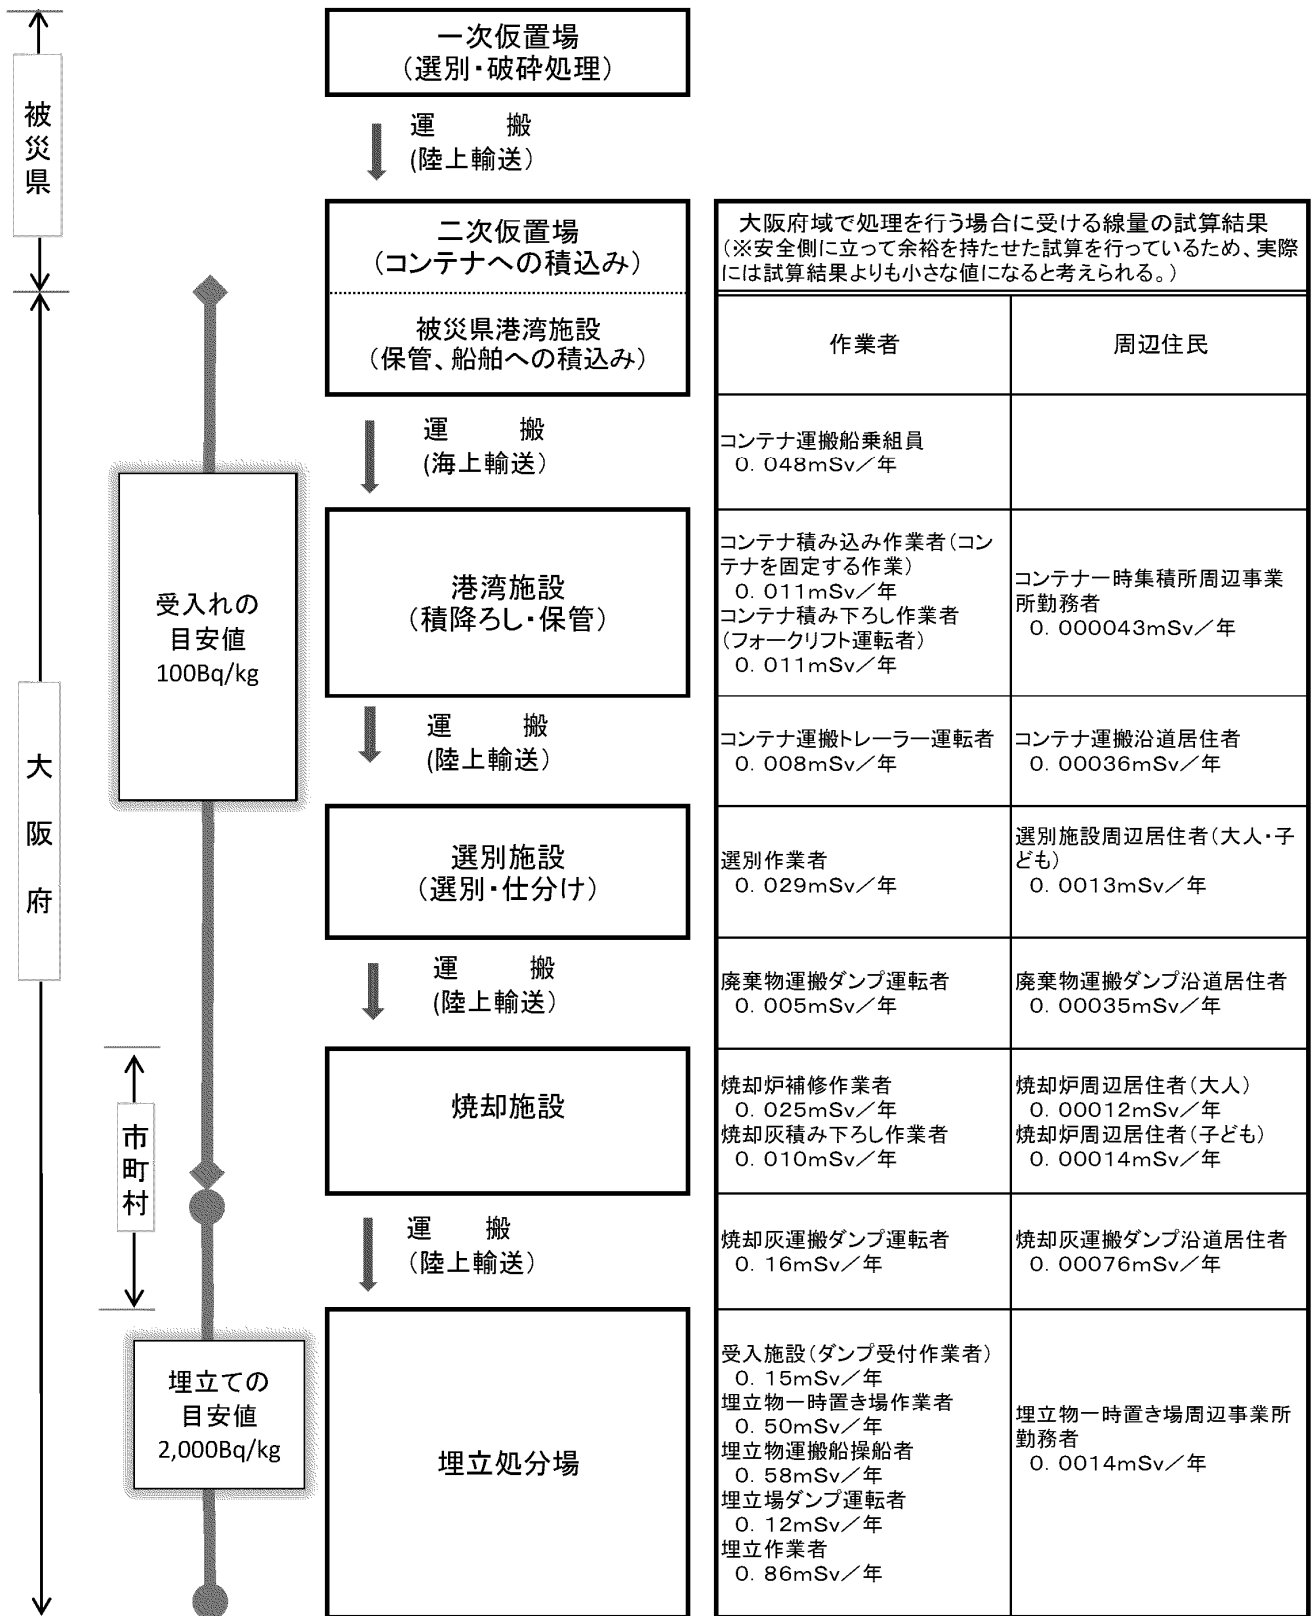 被災県
大阪府
市町村
受入れの
目安値
100Bq/kg
埋立ての
目安値
2,000Bq/kg
一次仮置場
(選別・破砕処理)
運　　搬
(陸上輸送)
二次仮置場
(コンテナへの積込み)
被災県港湾施設
(保管、船舶への積込み)
運　　搬
(海上輸送)
港湾施設
(積降ろし・保管)
運　　搬
(陸上輸送)
選別施設
(選別・仕分け)
運　　搬
(陸上輸送)
焼却施設
運　　搬
(陸上輸送)
埋立処分場
大阪府域で処理を行う場合に受ける線量の試算結果
(※安全側に立って余裕を持たせた試算を行っているため、実際
には試算結果よりも小さな値になると考えられる。)
作業者
周辺住民
コンテナ運搬船乗組員
0．048mSv／年
コンテナ積み込み作業者(コン
テナを固定する作業)
0．011mSv／年
コンテナ積み下ろし作業者
(フォークリフト運転者)
0．011mSv／年
コンテナ一時集積所周辺事業
所勤務者
0．000043mSv／年
コンテナ運搬トレーラー運転者
0．008mSv／年
コンテナ運搬沿道居住者
0．00036mSv／年
選別作業者
0．029mSv／年
選別施設周辺居住者(大人・子
ども)
0．0013mSv／年
廃棄物運搬ダンプ運転者
0．005mSv／年
廃棄物運搬ダンプ沿道居住者
0．00035mSv／年
焼却炉補修作業者
0．025mSv／年
焼却灰積み下ろし作業者
0．010mSv／年
焼却炉周辺居住者(大人)
0．00012mSv／年
焼却炉周辺居住者(子ども)
0．00014mSv／年
焼却灰運搬ダンプ運転者
0．16mSv／年
焼却灰運搬ダンプ沿道居住者
0．00076mSv／年
受入施設(ダンプ受付作業者)
0．15mSv／年
埋立物一時置き場作業者
0．50mSv／年
埋立物運搬船操船者
0．58mSv／年
埋立場ダンプ運転者
0．12mSv／年
埋立作業者
0．86mSv／年
埋立物一時置き場周辺事業所
勤務者
0．0014mSv／年